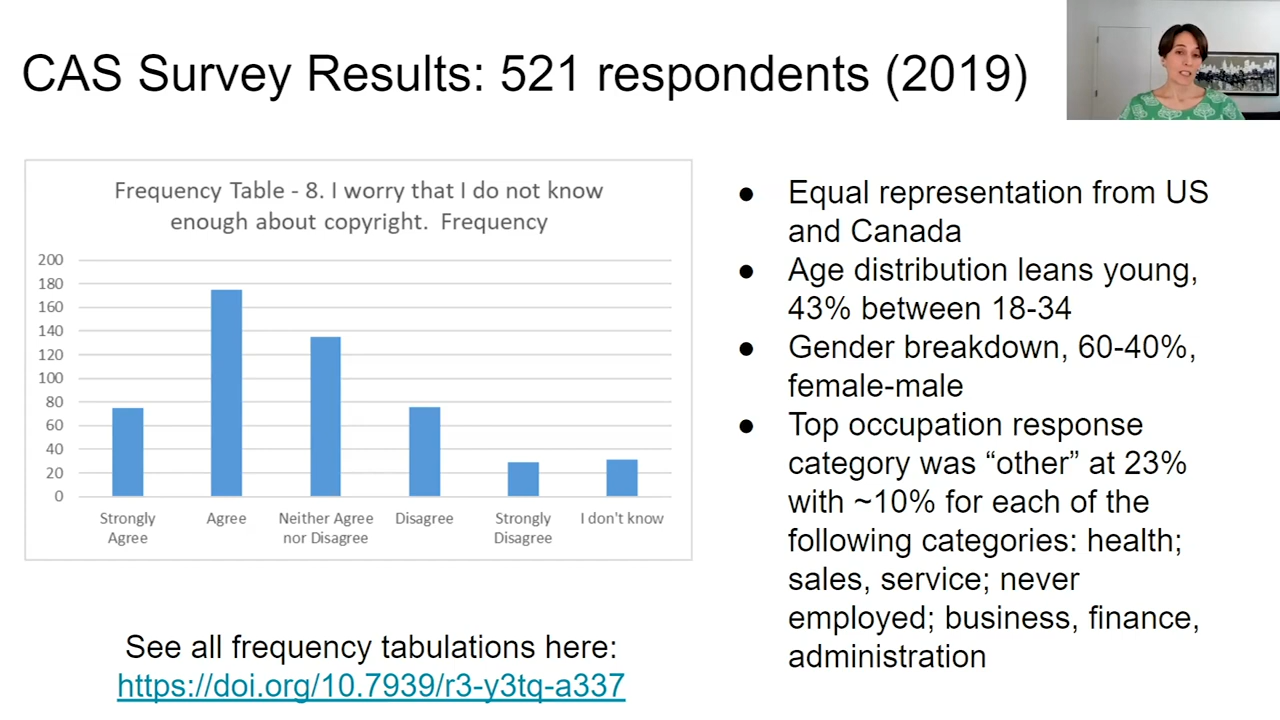 CAS Survey Results: 521 respondents (2019)
Frequency Table - 8. I worry that I do not know
enough about copyright.  Frequency
200
180
160
140
120
100
80
60
40
20
0
Strongly
Agree
Agree
Neither Agree
nor Disagree
Disagree
Strongly
Disagree
I don't know
See all frequency tabulations here:
https://doi.org/10.7939/r3-y3tq-a337
● Equal representation from US
and Canada
● Age distribution leans young,
43% between 18-34
● Gender breakdown, 60-40%,
female-male
● Top occupation response
category was “other” at 23%
with ~10% for each of the
following categories: health;
sales, service; never
employed; business, finance,
administration